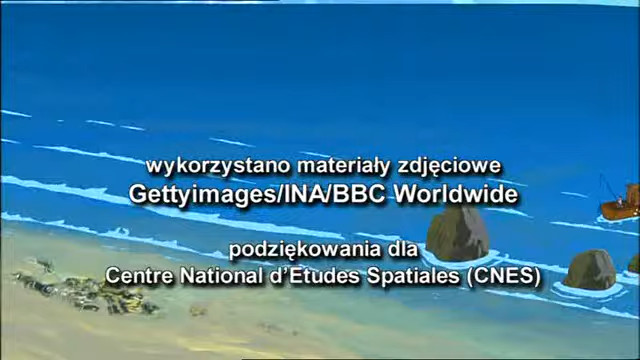 wykorzystano materiały zdjęciowe
Gettyimages/INA/BBC Worldwide
podziękowania dla
Centre National d'Etudes Spatiales (CNES)